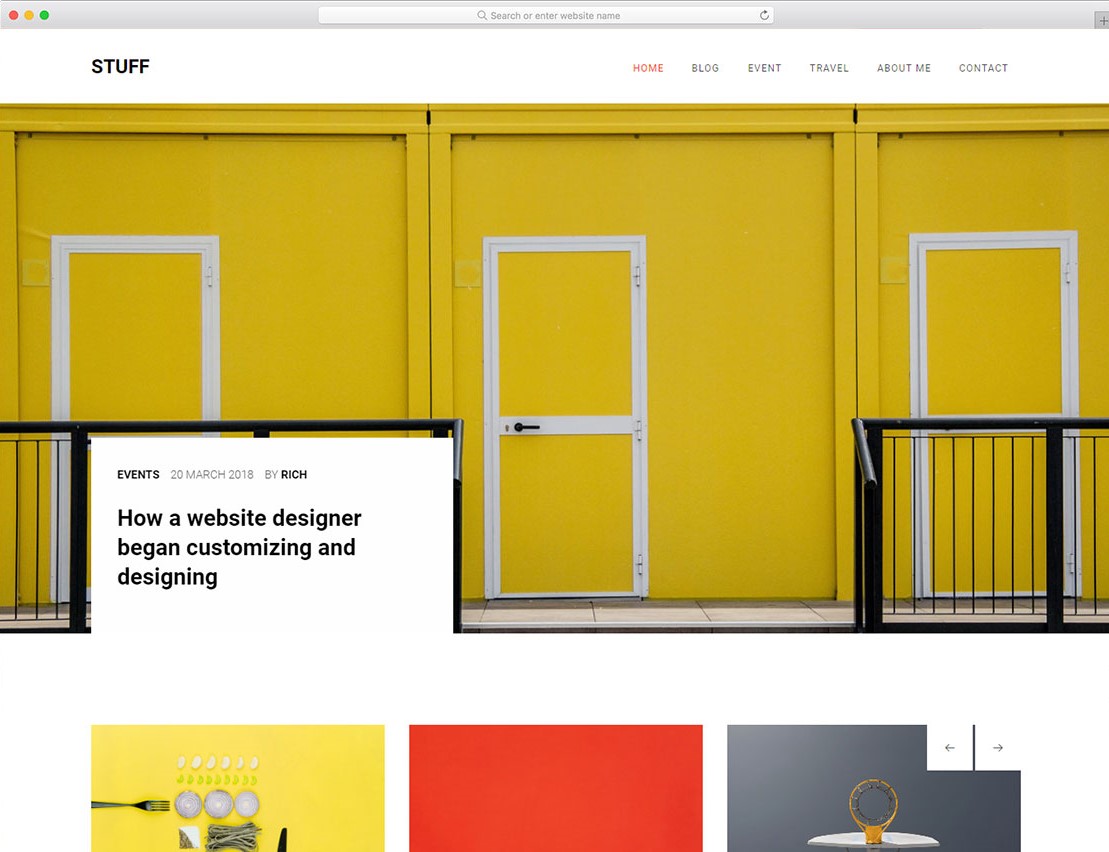 Search or enter website name
STUFF
HOME BLOG EVENT TRAVEL ABOUT ME CONTACT
EVENTS 20 MARCH 2018 BY RICH
How a website designer
began customizing and
designing